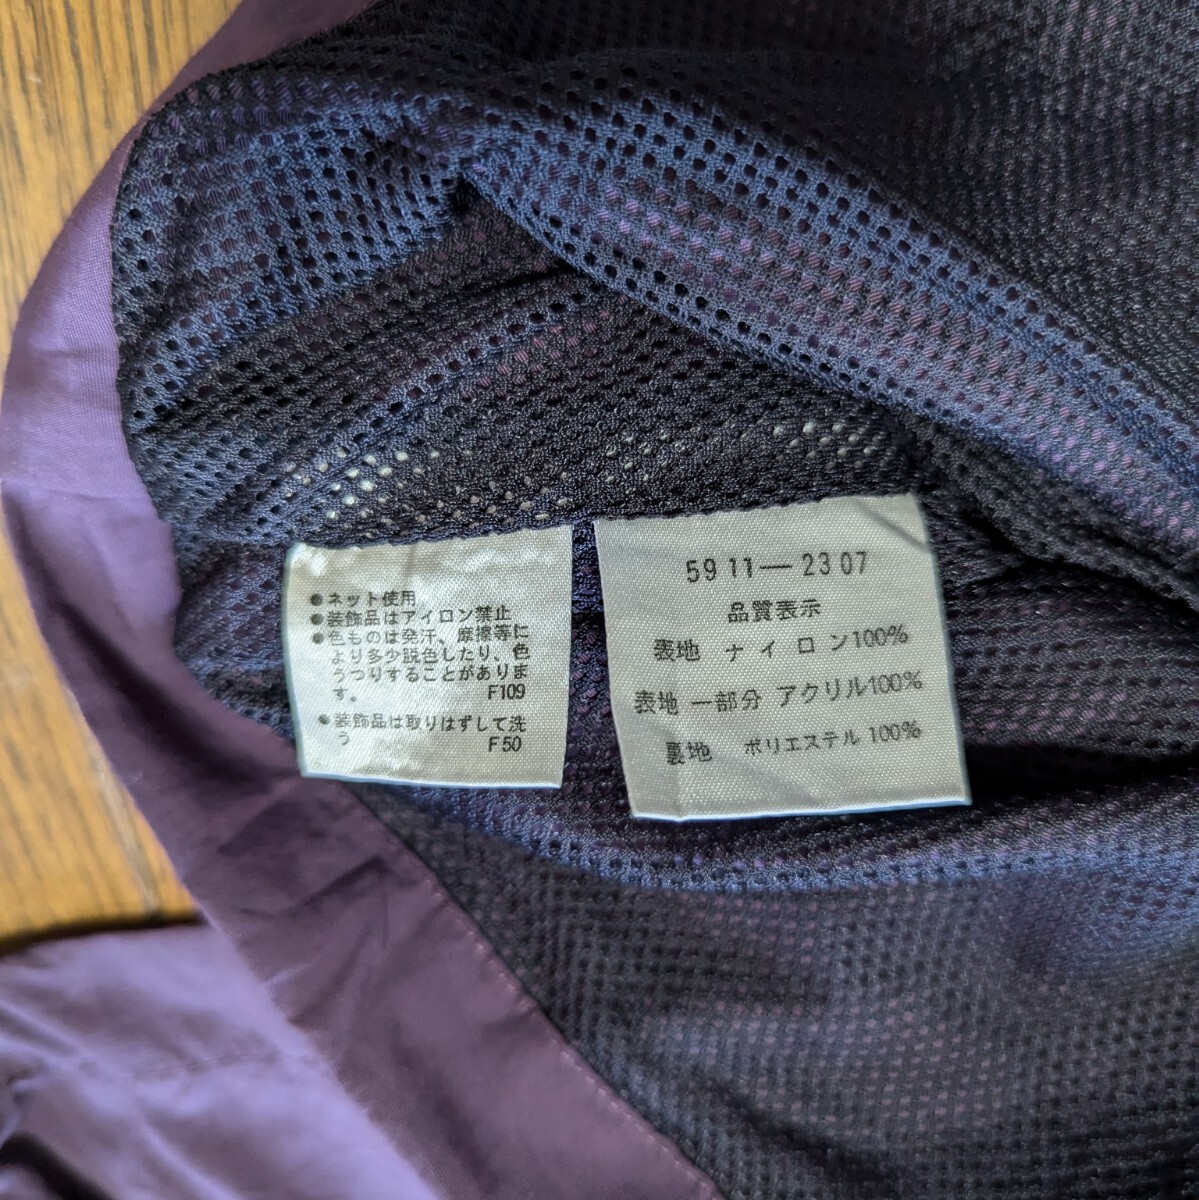 ●ネット使用
●装飾品はアイロン禁止
●色ものは発汗、摩擦等に
より多少脱色したり、色
うつりすることがありま
す。 F109
●装飾品は取りはずして洗
う F50
5911—2307
品質表示
表地 ナイロン100%
表地 一部分 アクリル100%
裏地 ポリエステル 100%